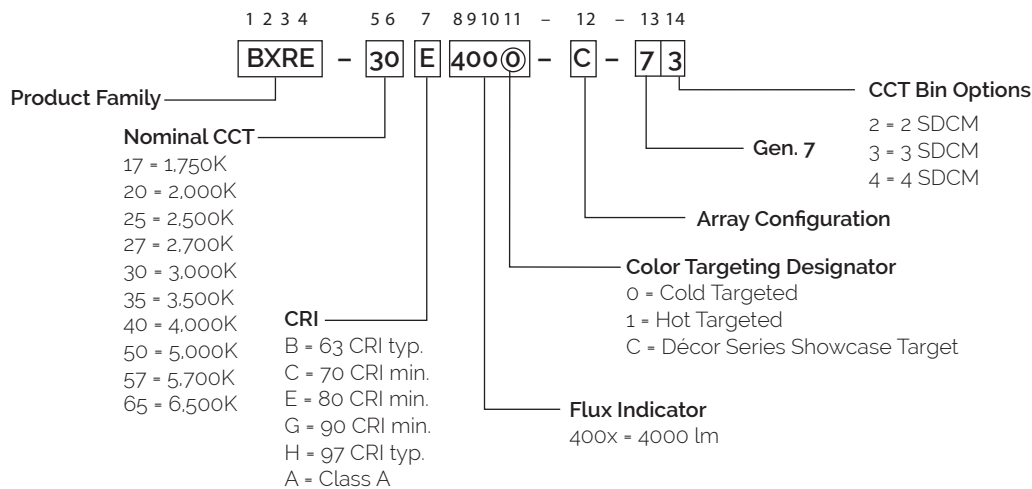 1 2 3 4 5 6 7 8 9 10 11 – 12 – 13 14
BXRE – 30 E 4000 – C – 7 3
Product Family
Nominal CCT
17 = 1,750K
20 = 2,000K
25 = 2,500K
27 = 2,700K
30 = 3,000K
35 = 3,500K
40 = 4,000K
50 = 5,000K
57 = 5,700K
65 = 6,500K
CRI
B = 63 CRI typ.
C = 70 CRI min.
E = 80 CRI min.
G = 90 CRI min.
H = 97 CRI typ.
A = Class A
Flux Indicator
400x = 4000 lm
Color Targeting Designator
0 = Cold Targeted
1 = Hot Targeted
C = Décor Series Showcase Target
Array Configuration
Gen. 7
CCT Bin Options
2 = 2 SDCM
3 = 3 SDCM
4 = 4 SDCM